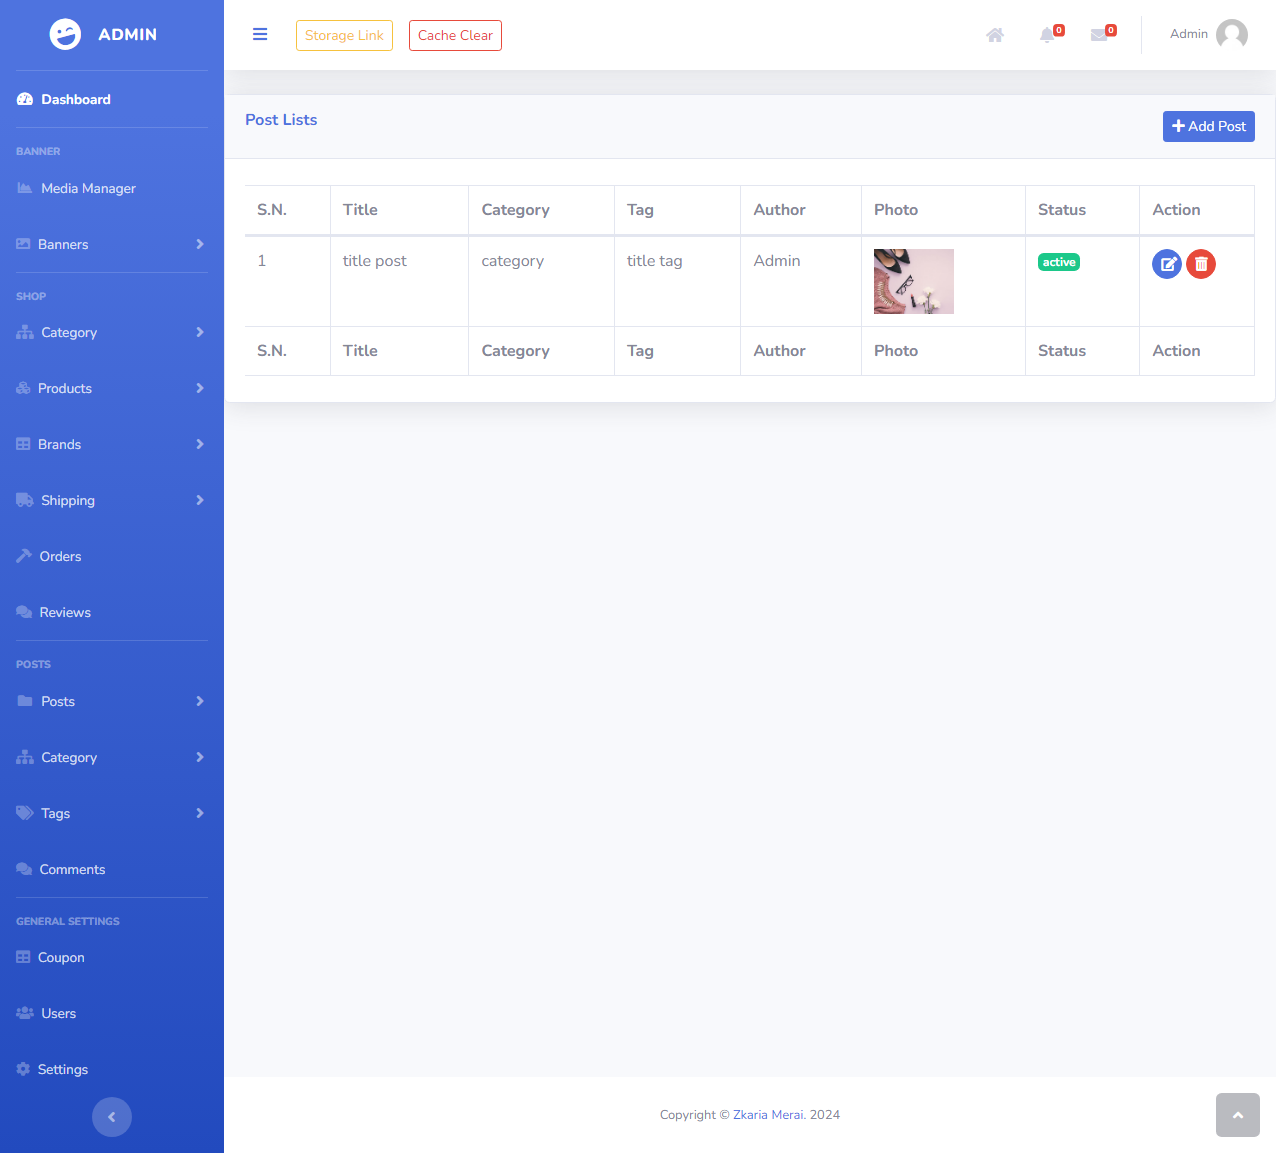 ADMIN
Storage Link
Cache Clear
0
0
Admin
Dashboard
BANNER
Media Manager
Banners
SHOP
Category
Products
Brands
Shipping
Orders
Reviews
POSTS
Posts
Category
Tags
Comments
GENERAL SETTINGS
Coupon
Users
Settings
Post Lists
Add Post
S.N. Title Category Tag Author Photo Status Action
1 title post category title tag Admin active
S.N. Title Category Tag Author Photo Status Action
Copyright © Zkaria Merai. 2024